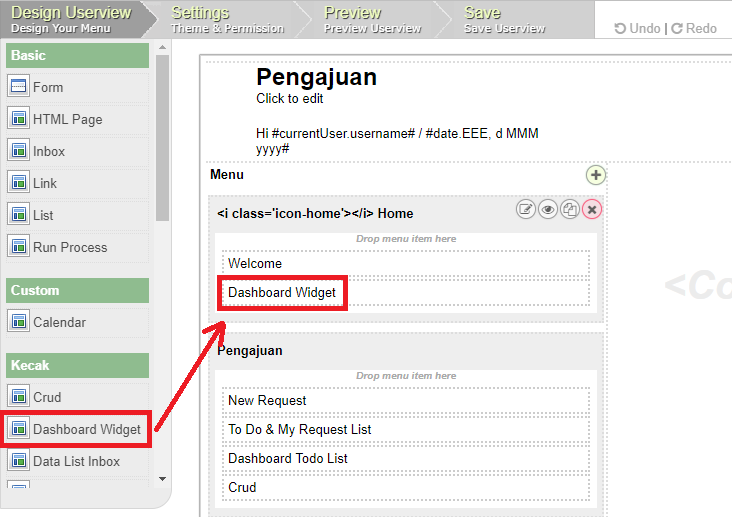 Design Userview
Design Your Menu
Settings
Theme & Permission
Preview
Preview Userview
Save
Save Userview
Undo | Redo
Basic
Form
HTML Page
Inbox
Link
List
Run Process
Custom
Calendar
Kecak
Crud
Dashboard Widget
Data List Inbox
Pengajuan
Click to edit
Hi #currentUser.username# / #date.EEE, d MMM
yyyy#
Menu
<i class='icon-home'></i> Home
Drop menu item here
Welcome
Dashboard Widget
Pengajuan
Drop menu item here
New Request
To Do & My Request List
Dashboard Todo List
Crud
<Co